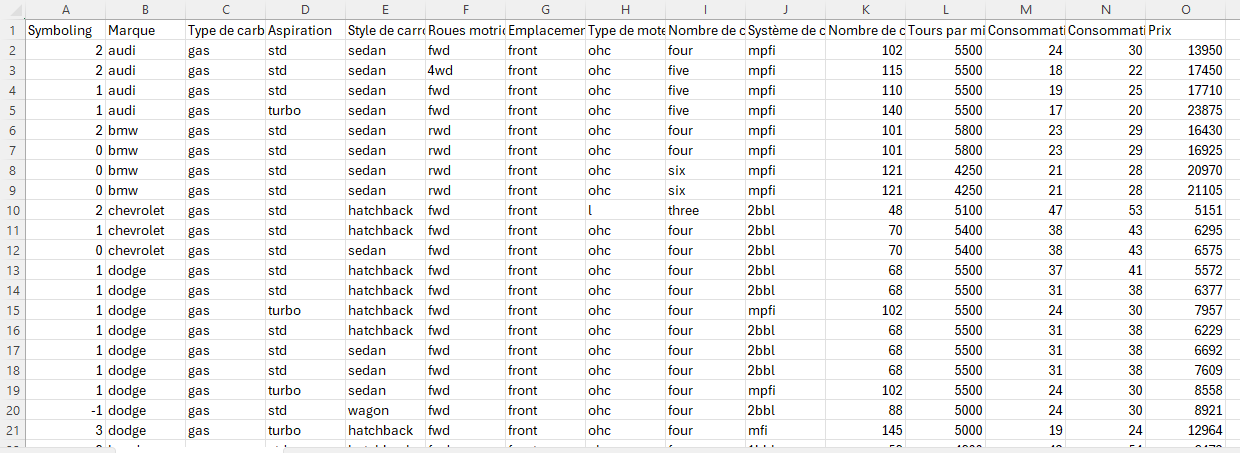 A B C D E F G H I J K L M N O
1 Symboling Marque Type de carb Aspiration Style de carr Roues motri Emplacemer Type de mote Nombre de c Système de c Nombre de c Tours par mi Consommati Consommati Prix
2 2 audi gas std sedan fwd front ohc four mpfi 102 5500 24 30 13950
3 2 audi gas std sedan 4wd front ohc five mpfi 115 5500 18 22 17450
4 1 audi gas std sedan fwd front ohc five mpfi 110 5500 19 25 17710
5 1 audi gas turbo sedan fwd front ohc five mpfi 140 5500 17 20 23875
6 2 bmw gas std sedan rwd front ohc four mpfi 101 5800 23 29 16430
7 0 bmw gas std sedan rwd front ohc four mpfi 101 5800 23 29 16925
8 0 bmw gas std sedan rwd front ohc six mpfi 121 4250 21 28 20970
9 0 bmw gas std sedan rwd front ohc six mpfi 121 4250 21 28 21105
10 2 chevrolet gas std hatchback fwd front l three 2bbl 48 5100 47 53 5151
11 1 chevrolet gas std hatchback fwd front ohc four 2bbl 70 5400 38 43 6295
12 0 chevrolet gas std sedan fwd front ohc four 2bbl 70 5400 38 43 6575
13 1 dodge gas std hatchback fwd front ohc four 2bbl 68 5500 37 41 5572
14 1 dodge gas std hatchback fwd front ohc four 2bbl 68 5500 31 38 6377
15 1 dodge gas turbo hatchback fwd front ohc four mpfi 102 5500 24 30 7957
16 1 dodge gas std hatchback fwd front ohc four 2bbl 68 5500 31 38 6229
17 1 dodge gas std sedan fwd front ohc four 2bbl 68 5500 31 38 6692
18 1 dodge gas std sedan fwd front ohc four 2bbl 68 5500 31 38 7609
19 1 dodge gas turbo sedan fwd front ohc four mpfi 102 5500 24 30 8558
20 -1 dodge gas std wagon fwd front ohc four 2bbl 88 5000 24 30 8921
21 3 dodge gas turbo hatchback fwd front ohc four mfi 145 5000 19 24 12964